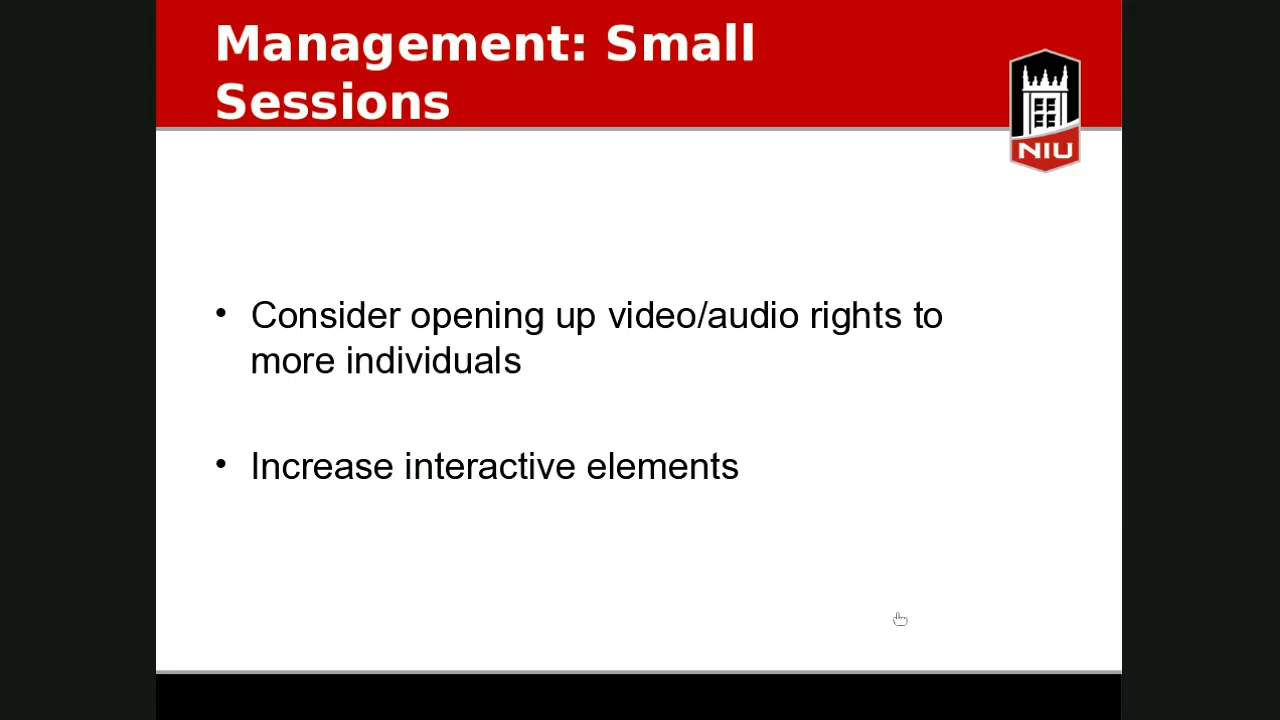 Management: Small
Sessions
NIU
• Consider opening up video/audio rights to
more individuals
• Increase interactive elements